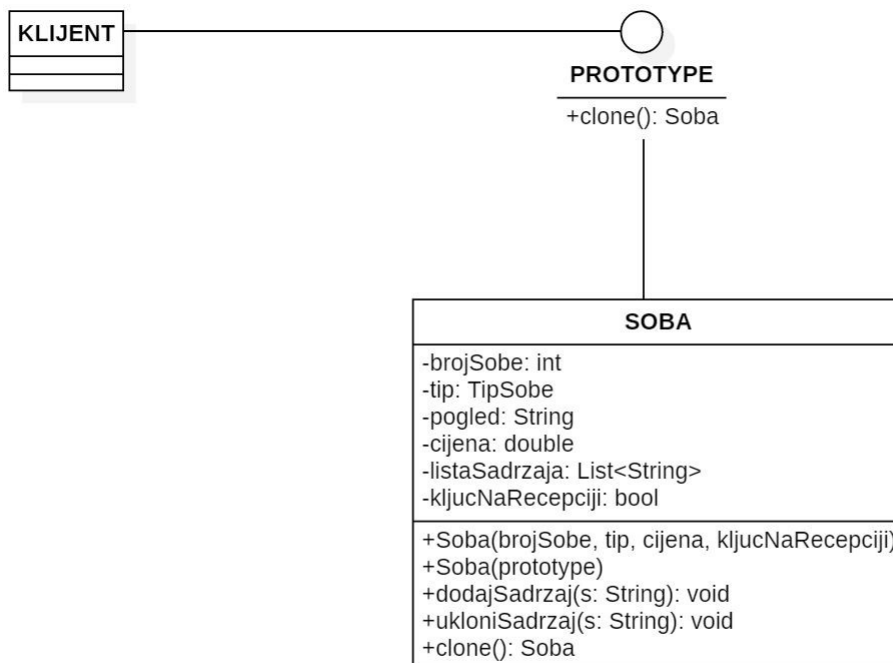 KLIJENT
PROTOTYPE
+clone(): Soba
SOBA
-brojSobe: int
-tip: TipSobe
-pogled: String
-cijena: double
-listaSadrzaja: List<String>
-kljucNaRecepciji: bool
+Soba(brojSobe, tip, cijena, kljucNaRecepciji)
+Soba(prototype)
+dodajSadrzaj(s: String): void
+ukloniSadrzaj(s: String): void
+clone(): Soba